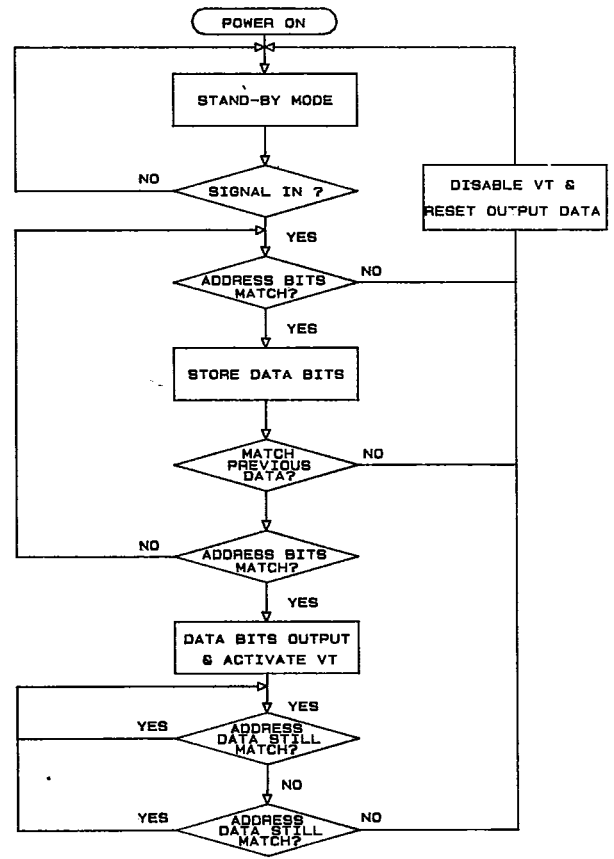 POWER ON
STAND-BY MODE
NO
SIGNAL IN ?
DISABLE VT &
RESET OUTPUT DATA
YES
ADDRESS BITS
MATCH?
NO
YES
STORE DATA BITS
MATCH
PREVIOUS
DATA?
NO
NO
ADDRESS BITS
MATCH?
YES
DATA BITS OUTPUT
& ACTIVATE VT
YES
YES
ADDRESS
DATA STILL
MATCH?
NO
YES
ADDRESS
DATA STILL
MATCH?
NO